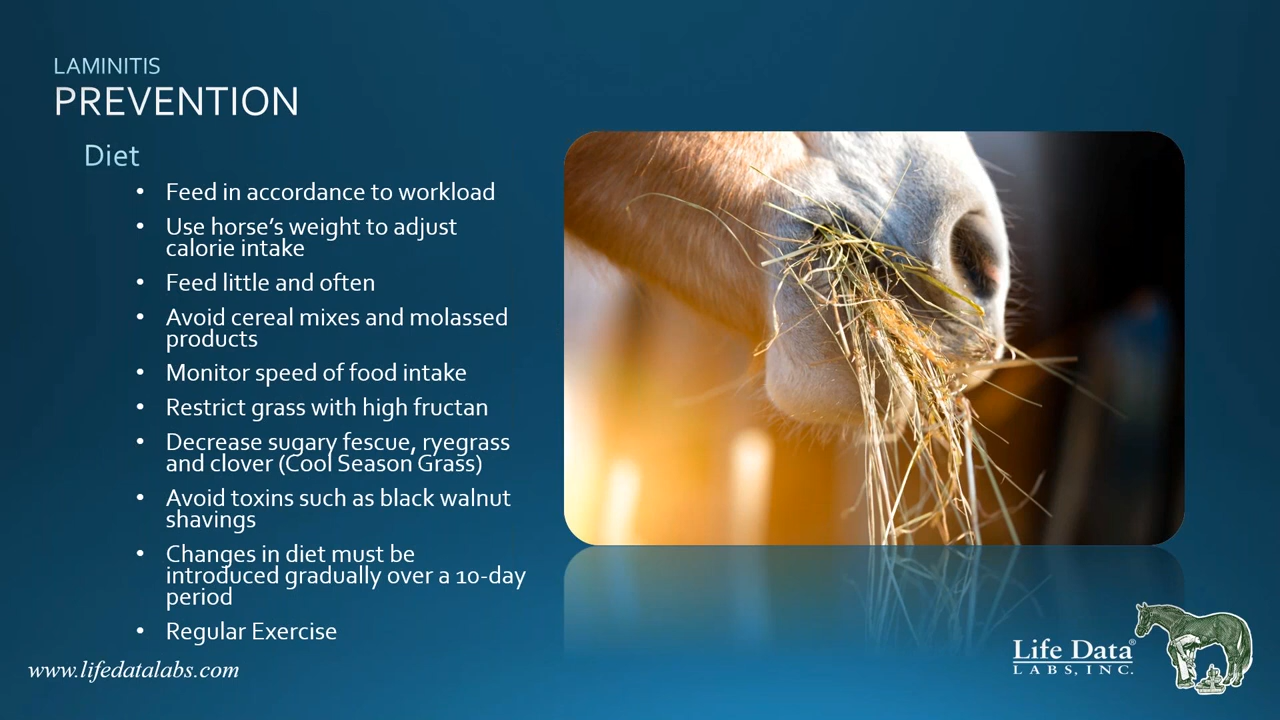 LAMINITIS
PREVENTION
Diet
• Feed in accordance to workload
• Use horse’s weight to adjust
calorie intake
• Feed little and often
• Avoid cereal mixes and molassed
products
• Monitor speed of food intake
• Restrict grass with high fructan
• Decrease sugary fescue, ryegrass
and clover (Cool Season Grass)
• Avoid toxins such as black walnut
shavings
• Changes in diet must be
introduced gradually over a 10-day
period
• Regular Exercise
www.lifedatalabs.com
Life Data®
LABS, INC.